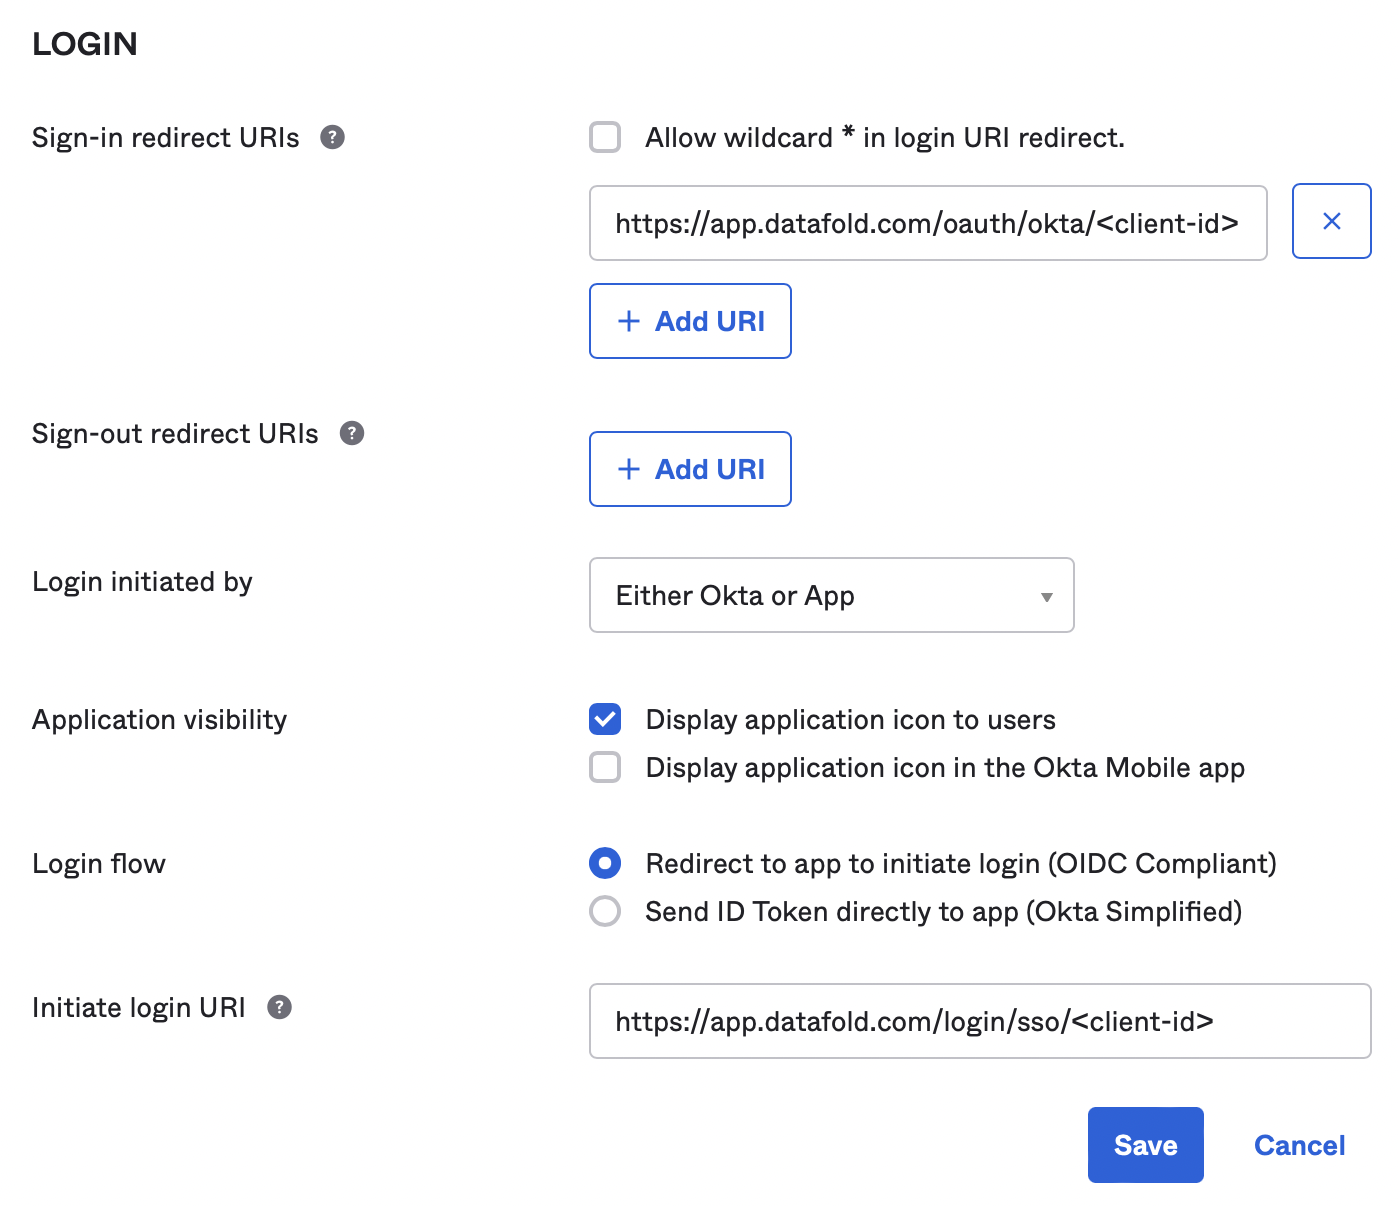 LOGIN
Sign-in redirect URIs ?
Allow wildcard * in login URI redirect.
https://app.datafold.com/oauth/okta/<client-id>
+ Add URI
Sign-out redirect URIs ?
+ Add URI
Login initiated by
Either Okta or App
Application visibility
Display application icon to users
Display application icon in the Okta Mobile app
Login flow
Redirect to app to initiate login (OIDC Compliant)
Send ID Token directly to app (Okta Simplified)
Initiate login URI ?
https://app.datafold.com/login/sso/<client-id>
Save
Cancel